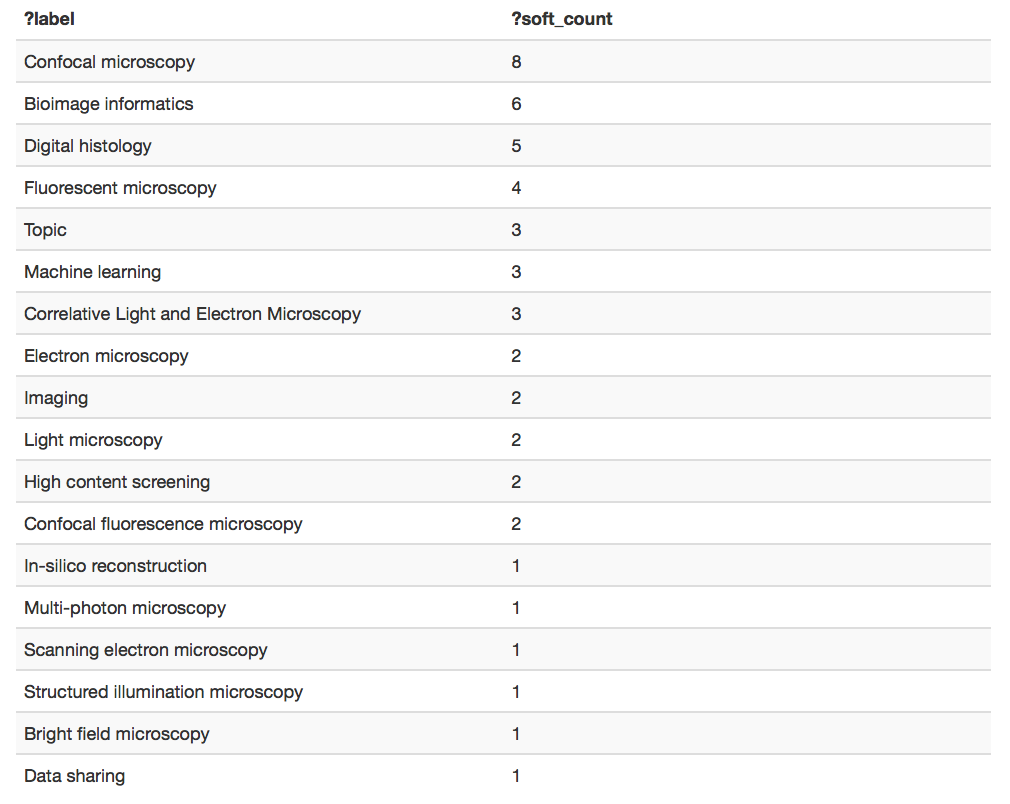 ?label ?soft_count
Confocal microscopy 8
Bioimage informatics 6
Digital histology 5
Fluorescent microscopy 4
Topic 3
Machine learning 3
Correlative Light and Electron Microscopy 3
Electron microscopy 2
Imaging 2
Light microscopy 2
High content screening 2
Confocal fluorescence microscopy 2
In-silico reconstruction 1
Multi-photon microscopy 1
Scanning electron microscopy 1
Structured illumination microscopy 1
Bright field microscopy 1
Data sharing 1